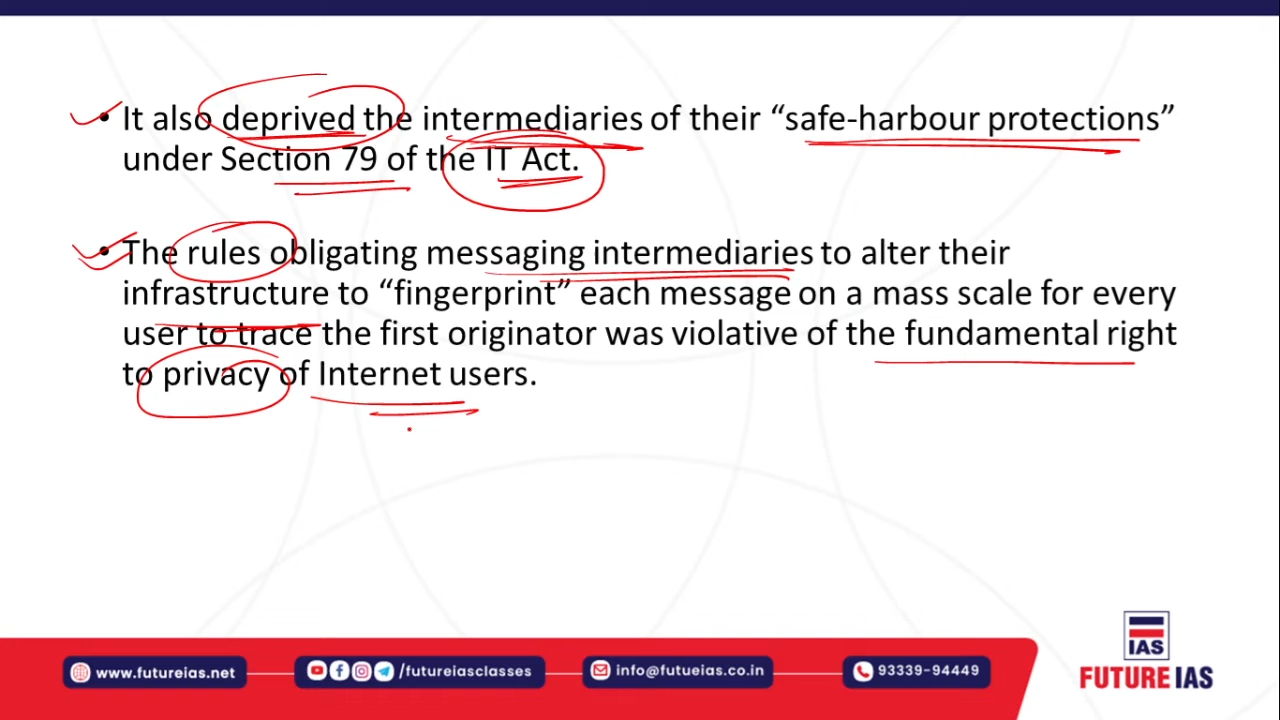 • It also deprived the intermediaries of their “safe-harbour protections”
under Section 79 of the IT Act.
• The rules obligating messaging intermediaries to alter their
infrastructure to “fingerprint” each message on a mass scale for every
user to trace the first originator was violative of the fundamental right
to privacy of Internet users.
IAS
FUTURE IAS
www.futureias.net
/futureiasclasses
info@futueias.co.in
93339-94449